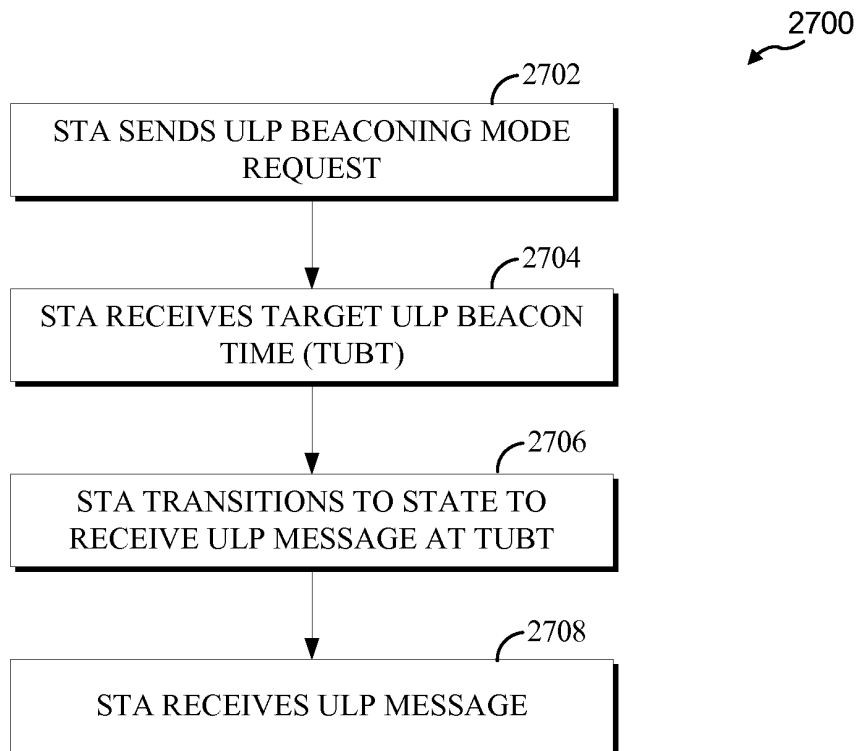 2700
2702
STA SENDS ULP BEACONING MODE
REQUEST
2704
STA RECEIVES TARGET ULP BEACON
TIME (TUBT)
2706
STA TRANSITIONS TO STATE TO
RECEIVE ULP MESSAGE AT TUBT
2708
STA RECEIVES ULP MESSAGE